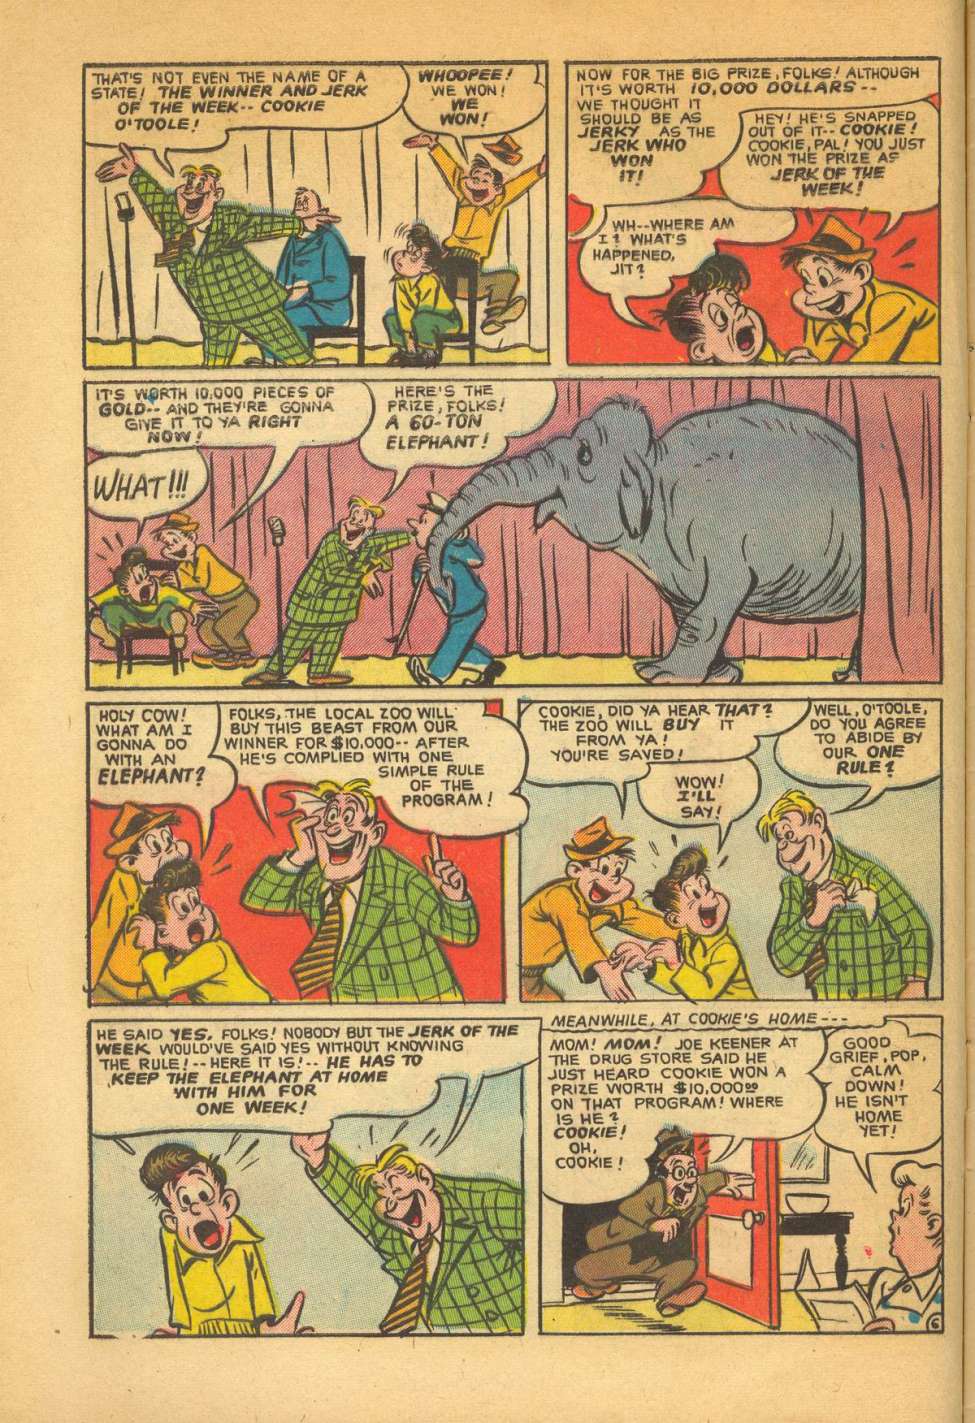 THAT'S NOT EVEN THE NAME OF A
STATE! THE WINNER AND JERK
OF THE WEEK-- COOKIE
O'TOOLE!
WHOOPEE!
WE WON!
WE
WON!
NOW FOR THE BIG PRIZE, FOLKS! ALTHOUGH
IT'S WORTH 10,000 DOLLARS--
WE THOUGHT IT
SHOULD BE AS
JERKY AS THE
JERK WHO
WON
IT!
HEY! HE'S SNAPPED
OUT OF IT-- COOKIE!
COOKIE, PAL! YOU JUST
WON THE PRIZE AS
JERK OF THE
WEEK!
WH--WHERE AM
I? WHAT'S
HAPPENED,
JIT?
IT'S WORTH 10,000 PIECES OF
GOLD-- AND THEY'RE GONNA
GIVE IT TO YA RIGHT
NOW!
WHAT!!!
HERE'S THE
PRIZE, FOLKS!
A 60-TON
ELEPHANT!
HOLY COW!
WHAT AM I
GONNA DO
WITH AN
ELEPHANT?
FOLKS, THE LOCAL ZOO WILL
BUY THIS BEAST FROM OUR
WINNER FOR $10,000-- AFTER
HE'S COMPLIED WITH ONE
SIMPLE RULE
OF THE
PROGRAM!
COOKIE, DID YA HEAR THAT?
THE ZOO WILL BUY IT
FROM YA!
YOU'RE SAVED!
WOW!
I'LL
SAY!
WELL, O'TOOLE,
DO YOU AGREE
TO ABIDE BY
OUR ONE
RULE?
HE SAID YES, FOLKS! NOBODY BUT THE JERK OF THE
WEEK WOULD'VE SAID YES WITHOUT KNOWING
THE RULE!-- HERE IT IS!-- HE HAS TO
KEEP THE ELEPHANT AT HOME
WITH HIM FOR
ONE WEEK!
MEANWHILE, AT COOKIE'S HOME---
MOM! MOM! JOE KEENER AT
THE DRUG STORE SAID HE
JUST HEARD COOKIE WON A
PRIZE WORTH $10,000.00
ON THAT PROGRAM! WHERE
IS HE?
COOKIE!
OH,
COOKIE!
GOOD
GRIEF, POP,
CALM
DOWN!
HE ISN'T
HOME
YET!
6